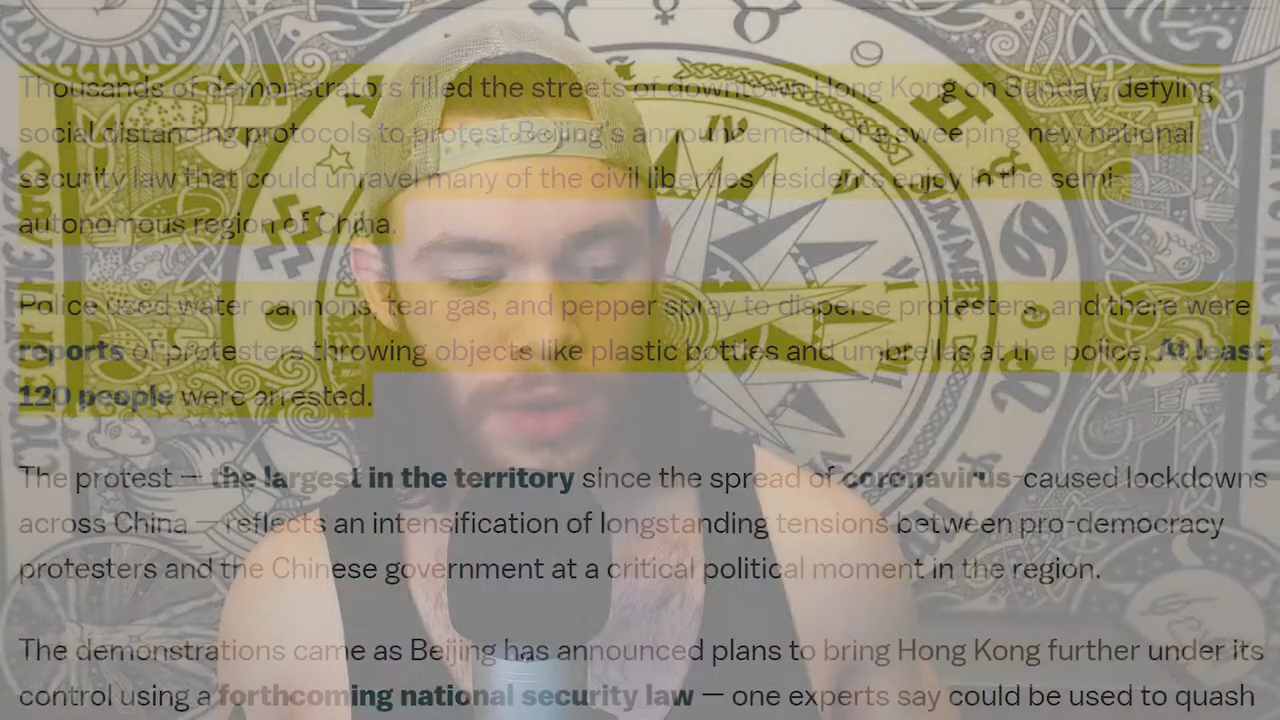 Thousands of demonstrators filled the streets of downtown Hong Kong on Sunday, defying
social distancing protocols to protest Beijing's announcement of a sweeping new national
security law that could unravel many of the civil liberties residents enjoy in the semi-
autonomous region of China.
Police used water cannons, tear gas, and pepper spray to disperse protesters, and there were
reports of protesters throwing objects like plastic bottles and umbrellas at the police. At least
120 people were arrested.
The protest — the largest in the territory since the spread of coronavirus-caused lockdowns
across China — reflects an intensification of longstanding tensions between pro-democracy
protesters and the Chinese government at a critical political moment in the region.
The demonstrations came as Beijing has announced plans to bring Hong Kong further under its
control using a forthcoming national security law — one experts say could be used to quash
IV
VI
SUMMER